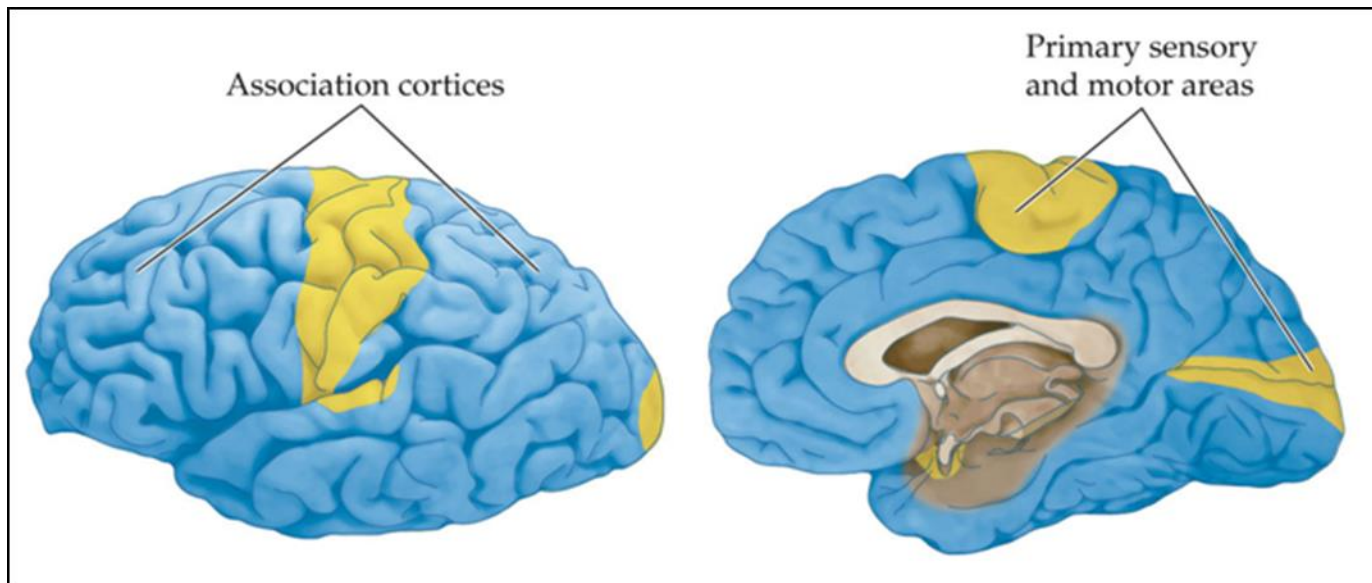 Association cortices
Primary sensory
and motor areas